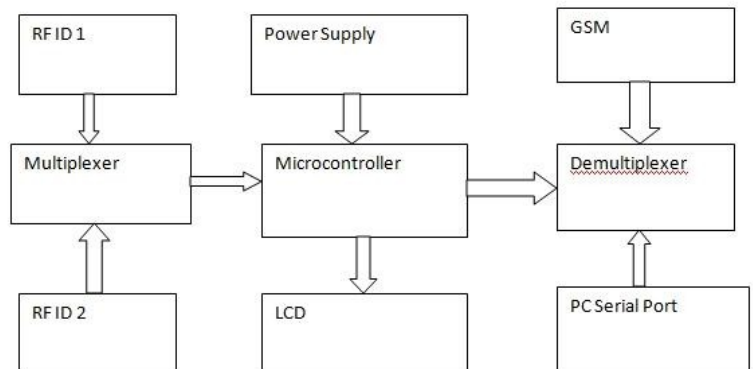 RF ID 1
Power Supply
GSM
Multiplexer
Microcontroller
Demultiplexer
RF ID 2
LCD
PC Serial Port